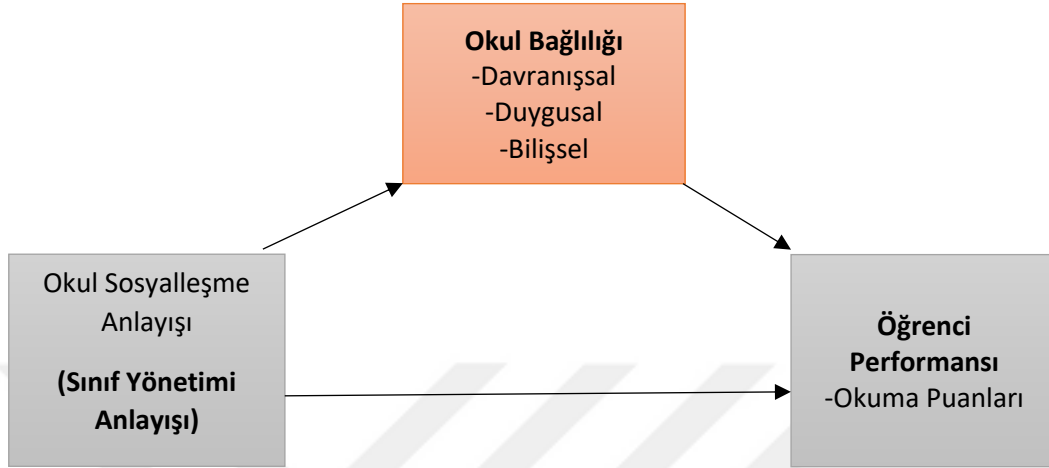 Okul Bağlılığı
-Davranışsal
-Duygusal
-Bilişsel
Okul Sosyalleşme
Anlayışı
(Sınıf Yönetimi
Anlayışı)
Öğrenci
Performansı
-Okuma Puanları